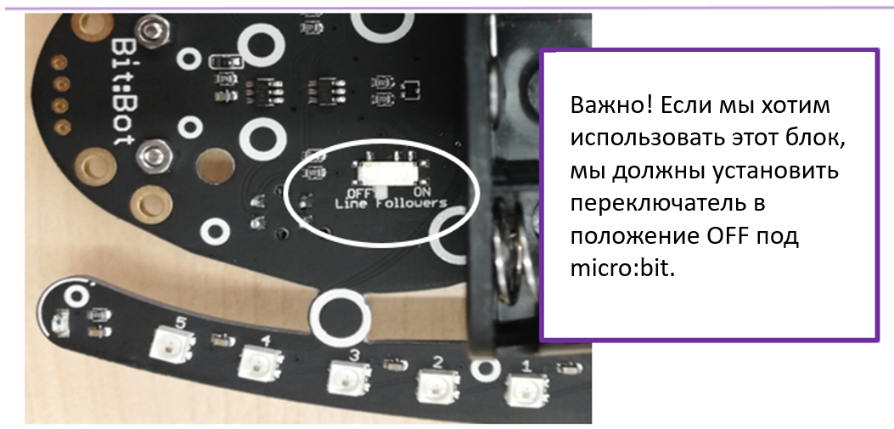 Bit:Bot
OFF ON
Line Followers
5 4 3 2 1
Важно! Если мы хотим
использовать этот блок,
мы должны установить
переключатель в
положение OFF под
micro:bit.